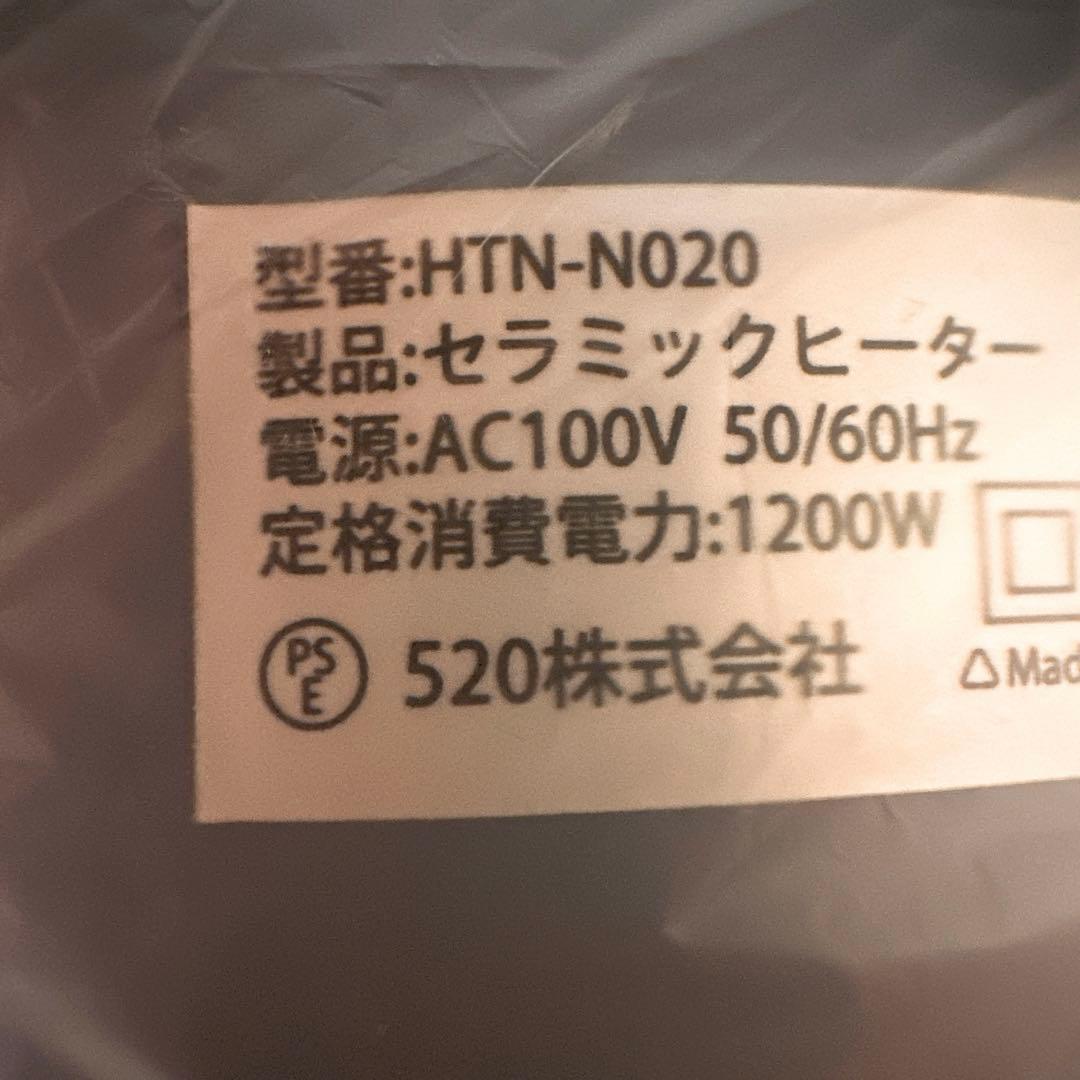 型番:HTN-N020
製品:セラミックヒーター
電源:AC100V 50/60Hz
定格消費電力:1200W
PSE 520株式会社
△Mad